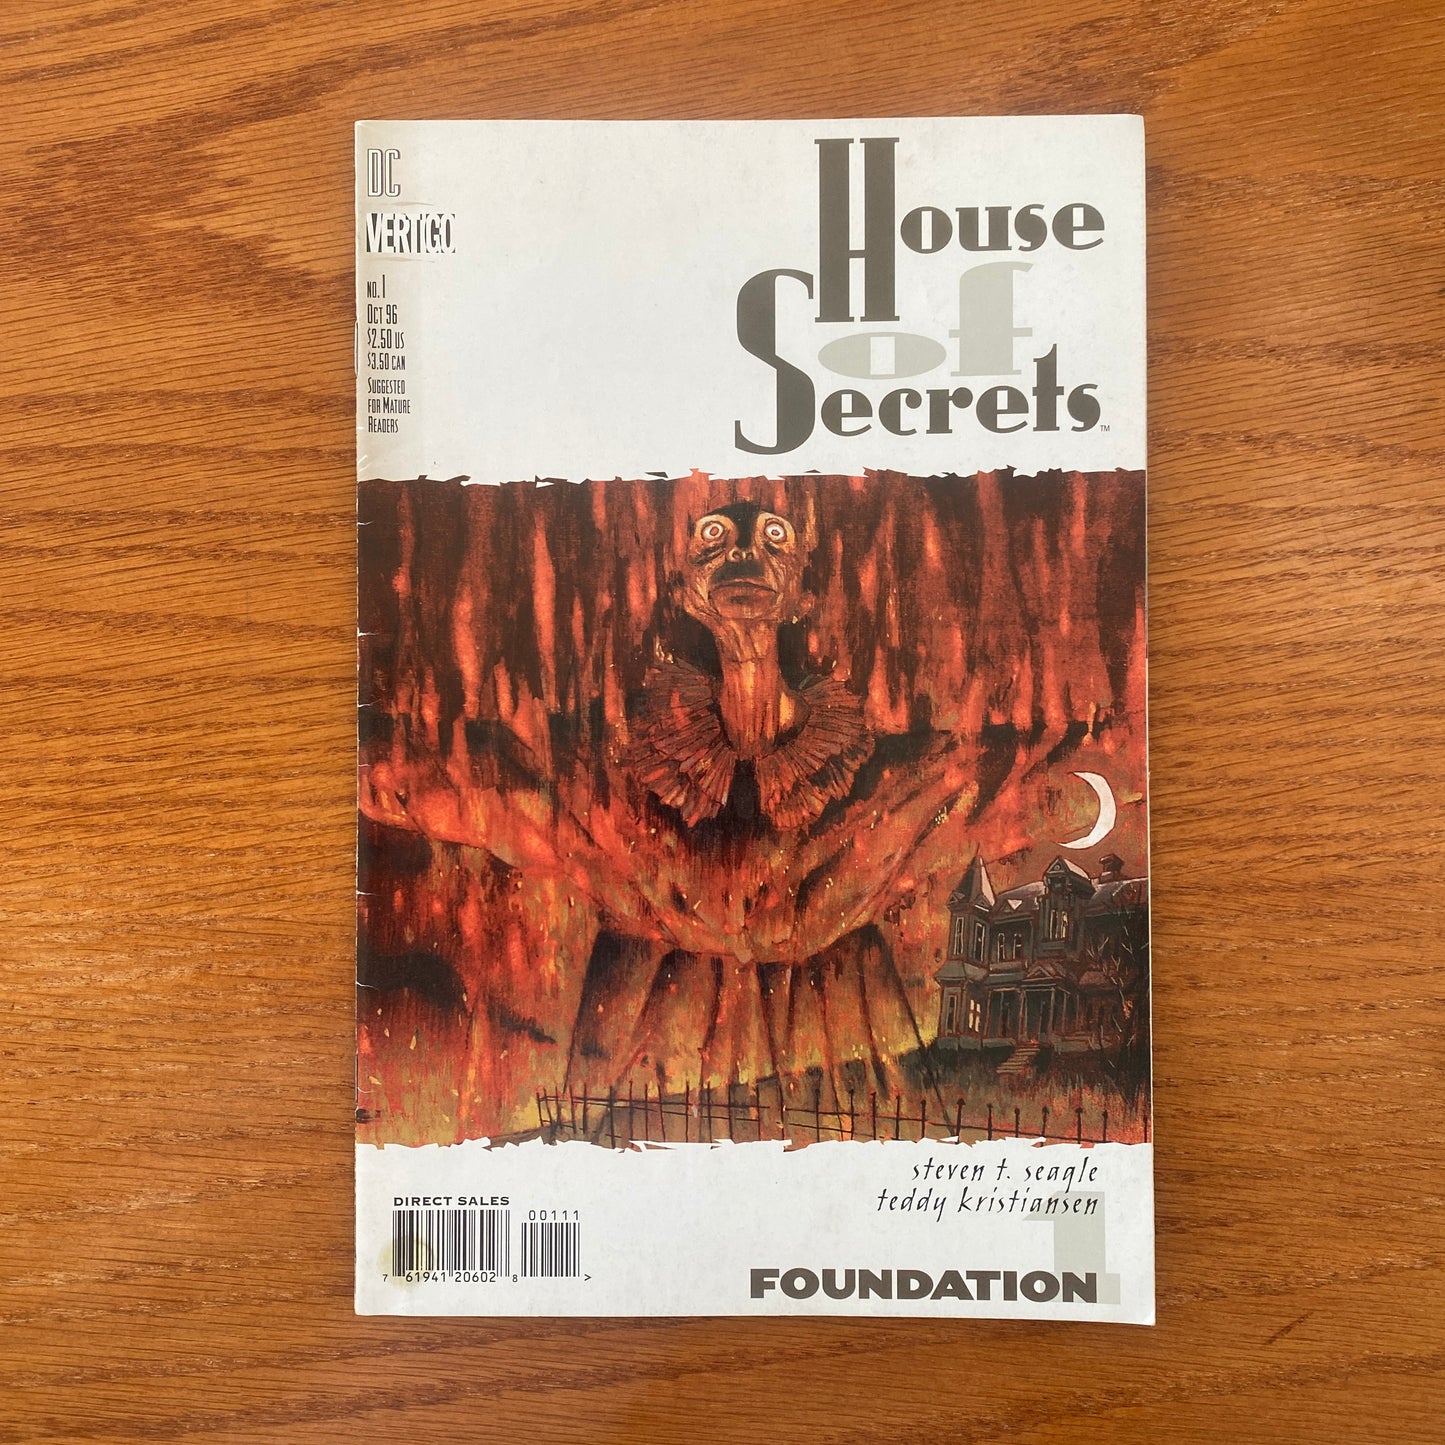 DC
VERTIGO
NO. 1
OCT 96
$2.50 US
$3.50 CAN
SUGGESTED
FOR MATURE
READERS
House
of
Secrets™
steven t. seagle
teddy kristiansen
1
FOUNDATION
DIRECT SALES
00111
7 61941 20602 8 >